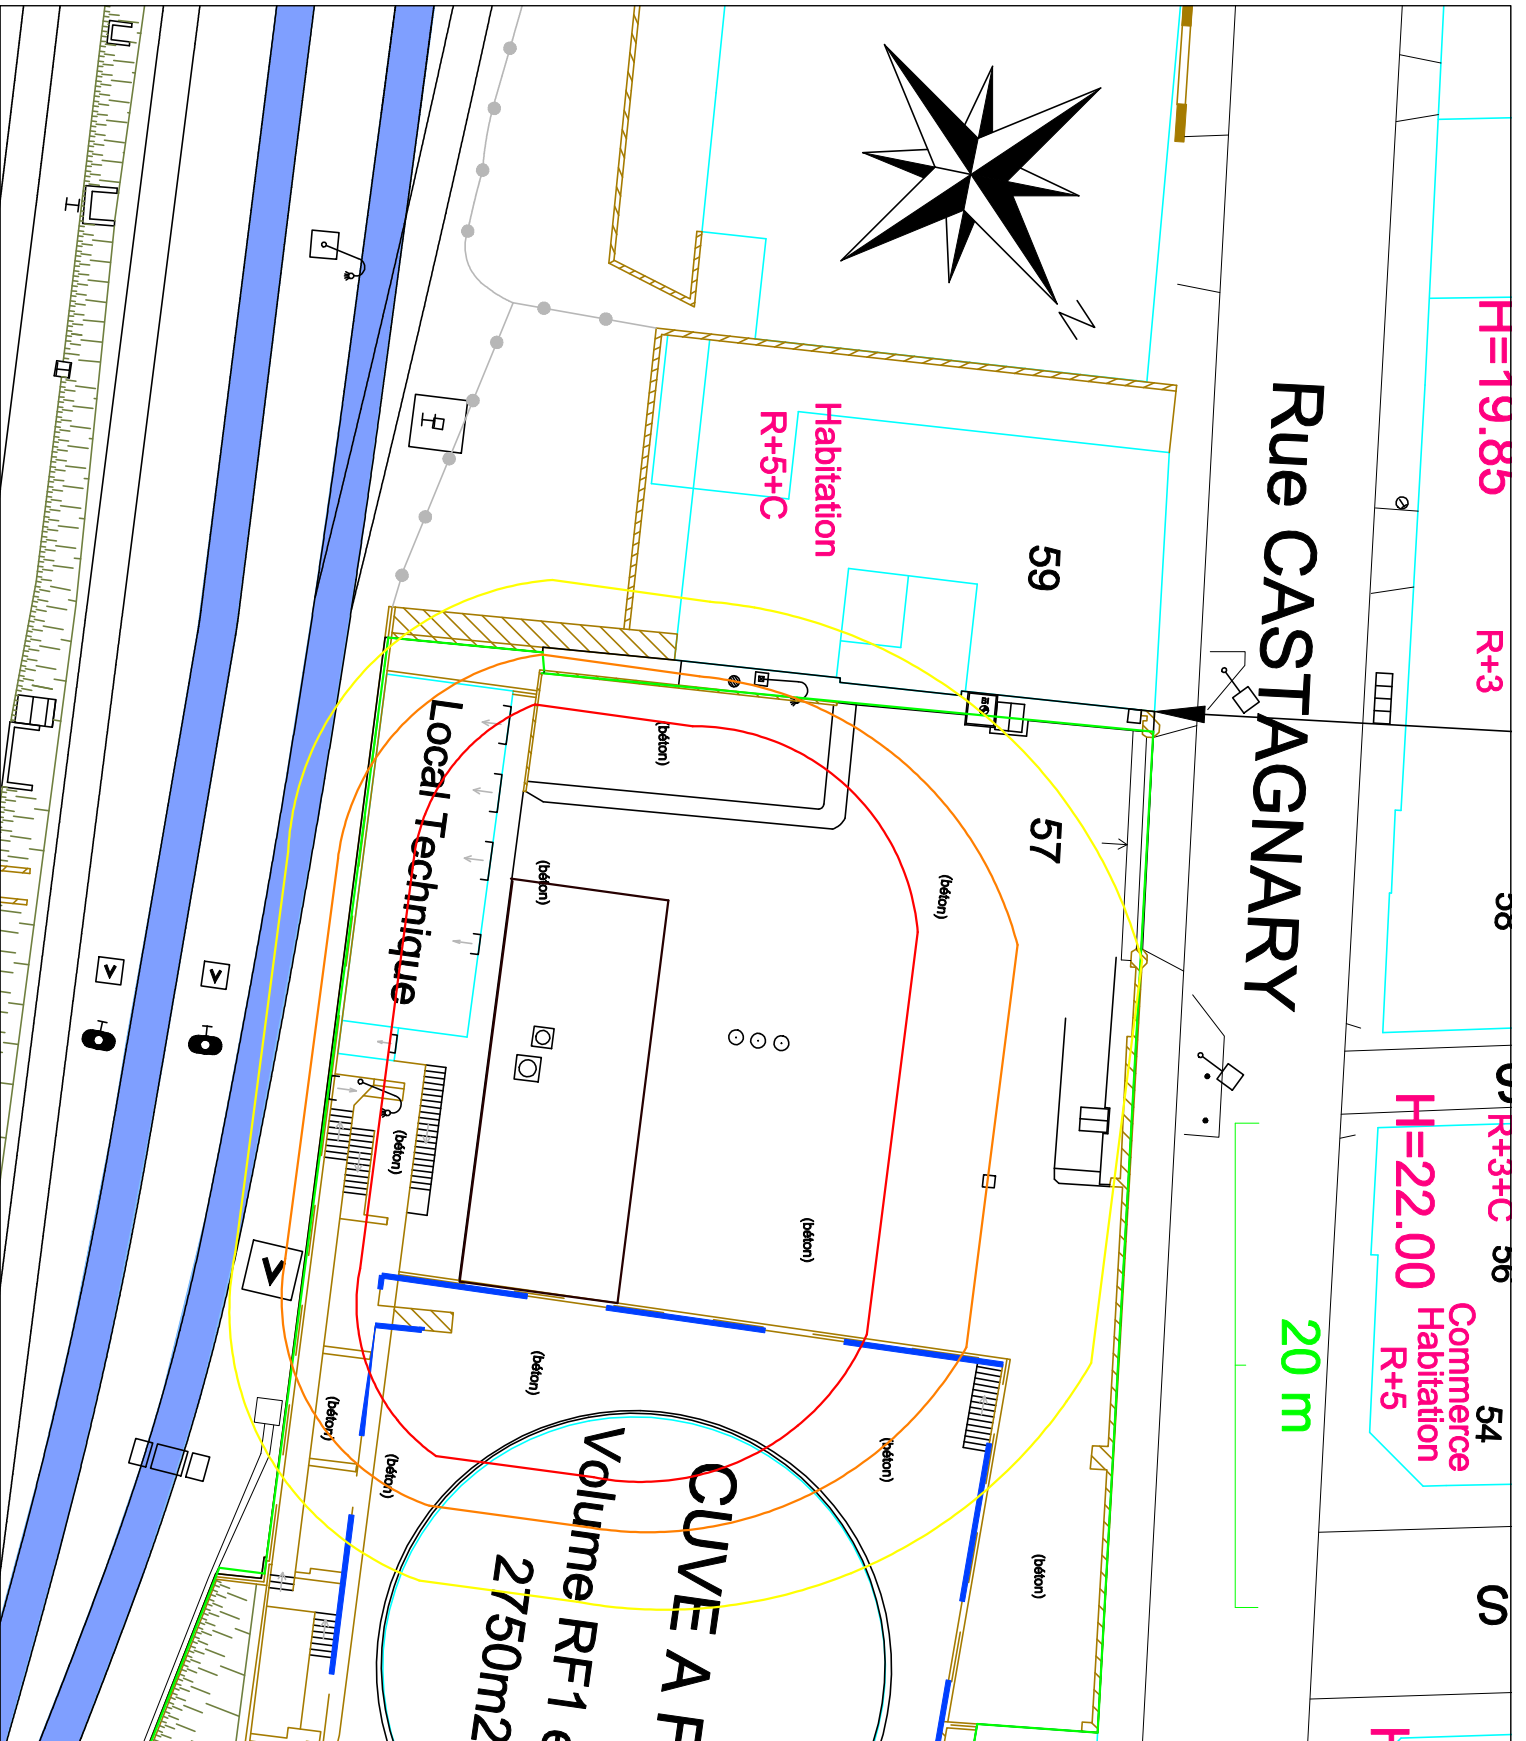 N
H=19.85
R+3
58
Rue CASTAGNARY
Habitation
R+5+C
59
57
(béton)
(béton)
(béton)
Local Technique
(béton)
(béton)
(béton)
(béton)
(béton)
(béton)
(béton)
R+3+C
56
H=22.00
Commerce
Habitation
R+5
54
20 m
S
CUVE A F
Volume RF1 e
2750m2
H